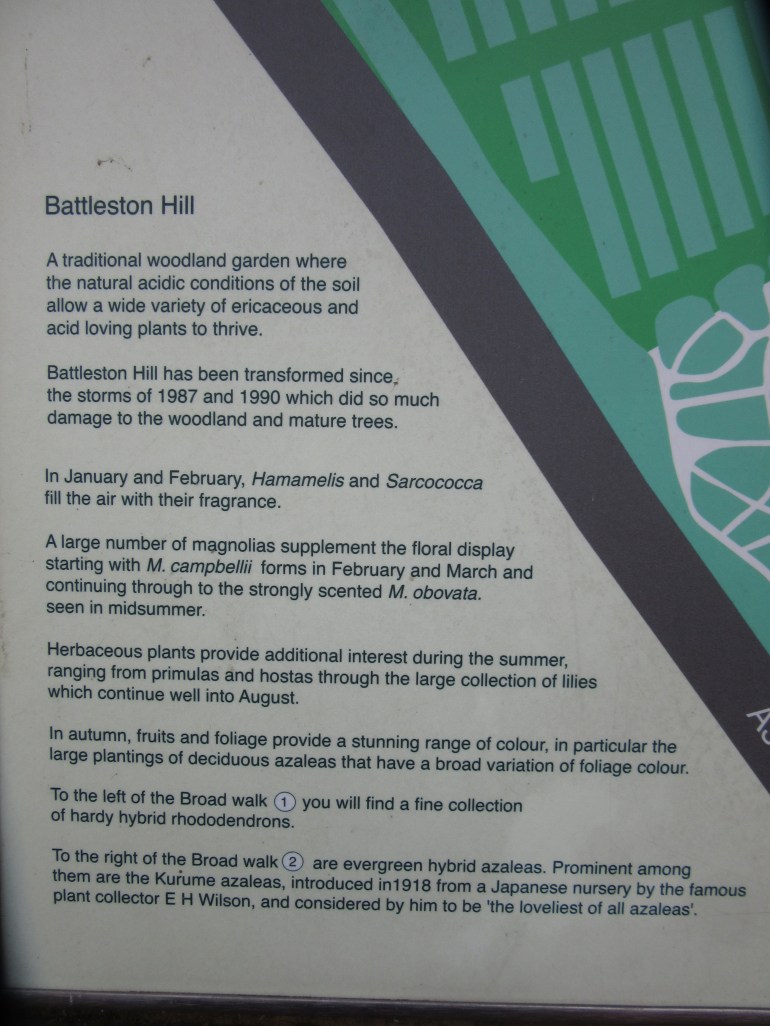 Battleston Hill
A traditional woodland garden where
the natural acidic conditions of the soil
allow a wide variety of ericaceous and
acid loving plants to thrive.
Battleston Hill has been transformed since
the storms of 1987 and 1990 which did so much
damage to the woodland and mature trees.
In January and February, Hamamelis and Sarcococca
fill the air with their fragrance.
A large number of magnolias supplement the floral display
starting with M. campbellii forms in February and March and
continuing through to the strongly scented M. obovata.
seen in midsummer.
Herbaceous plants provide additional interest during the summer,
ranging from primulas and hostas through the large collection of lilies
which continue well into August.
In autumn, fruits and foliage provide a stunning range of colour, in particular the
large plantings of deciduous azaleas that have a broad variation of foliage colour.
To the left of the Broad walk 1 you will find a fine collection
of hardy hybrid rhododendrons.
To the right of the Broad walk 2 are evergreen hybrid azaleas. Prominent among
them are the Kurume azaleas, introduced in1918 from a Japanese nursery by the famous
plant collector E H Wilson, and considered by him to be 'the loveliest of all azaleas'.